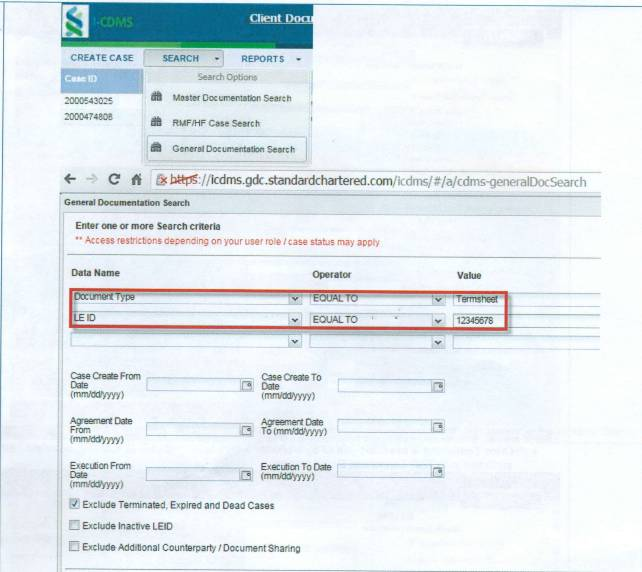 i-CDMS
Client Docu
CREATE CASE SEARCH REPORTS
Case ID Search Options
2000543025 Master Documentation Search
2000474808
RMF/HF Case Search
General Documentation Search
https://icdms.gdc.standardchartered.com/icdms/#/a/cdms-generalDocSearch
General Documentation Search
Enter one or more Search criteria
** Access restrictions depending on your user role / case status may apply
Data Name Operator Value
Document Type EQUAL TO Termsheet
LE ID EQUAL TO 12345678
Case Create From Case Create To
Date Date
(mm/dd/yyyy) (mm/dd/yyyy)
Agreement Date Agreement Date
From To (mm/dd/yyyy)
(mm/dd/yyyy)
Execution From Execution To Date
Date (mm/dd/yyyy)
(mm/dd/yyyy)
Exclude Terminated, Expired and Dead Cases
Exclude Inactive LEID
Exclude Additional Counterparty / Document Sharing